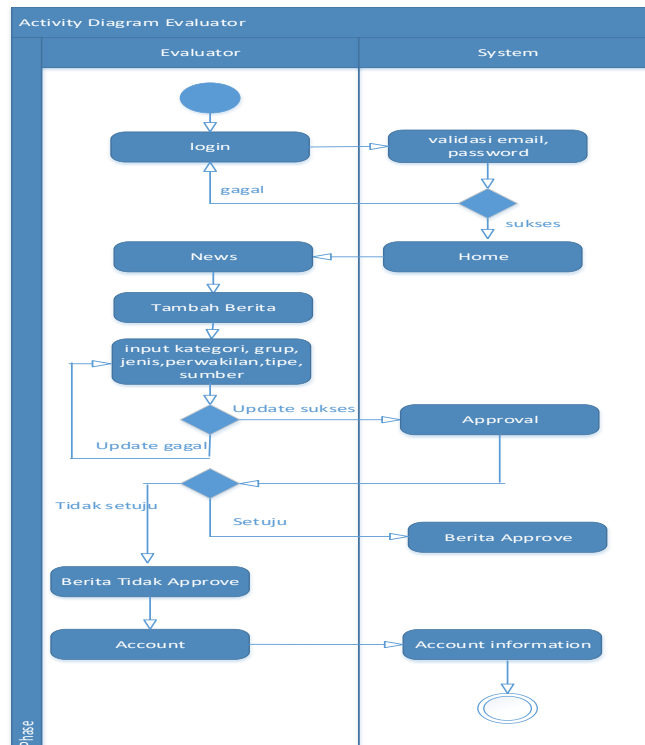 Activity Diagram Evaluator
Evaluator
System
login
validasi email,
password
gagal
sukses
News
Home
Tambah Berita
input kategori, grup,
jenis,perwakilan,tipe,
sumber
Update sukses
Approval
Update gagal
Tidak setuju
Setuju
Berita Approve
Berita Tidak Approve
Account
Account information
Phase